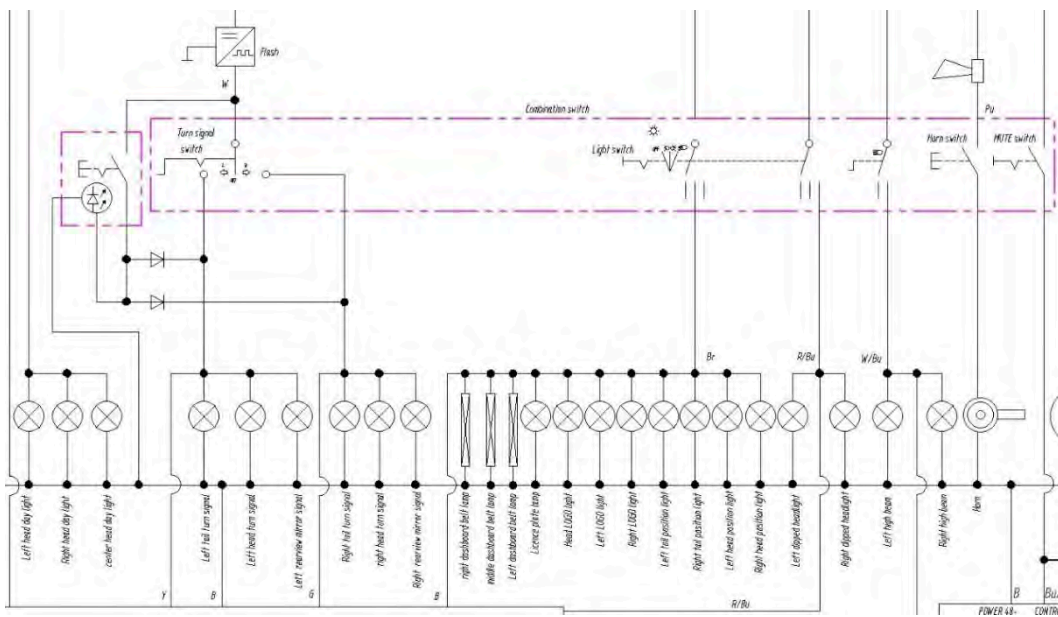 Flash
W
Combination switch
Pu
Turn signal
switch
Light switch
Horn switch
MUTE switch
Br
R/Bu
W/Bu
Left head day light
Right head day light
center head day light
Left tail turn signal
Left head turn signal
Left rearview mirror signal
Right tail turn signal
right head turn signal
Right rearview mirror signal
right dashboard belt lamp
middle dashboard belt lamp
Left dashboard belt lamp
Licence plate lamp
Head LOGO light
Left LOGO light
Right LOGO light
Left tail position light
Right tail position light
Left head position light
Right head position light
Left dipped headlight
Right dipped headlight
Left high beam
Right high beam
Horn
Y
B
G
B
R/Bu
B
Bu
POWER 48-
CONTR